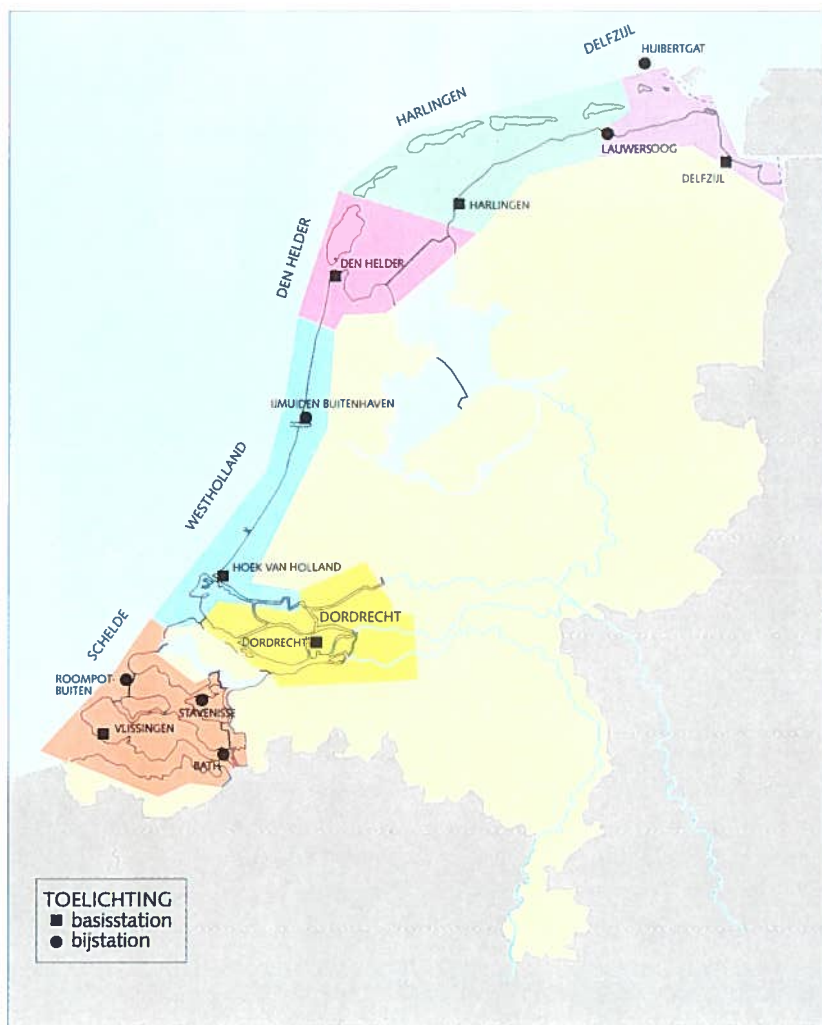 DELFZIJL
HUIBERTGAT
HARLINGEN
LAUWERSOOG
DELFZIJL
HARLINGEN
DEN HELDER
DEN HELDER
IJMUIDEN BUITENHAVEN
WESTHOLLAND
HOEK VAN HOLLAND
DORDRECHT
DORDRECHT
SCHELDE
ROOMPOT-
BUITEN
STAVENISSE
VLISSINGEN
BATH
TOELICHTING
basisstation
bijstation